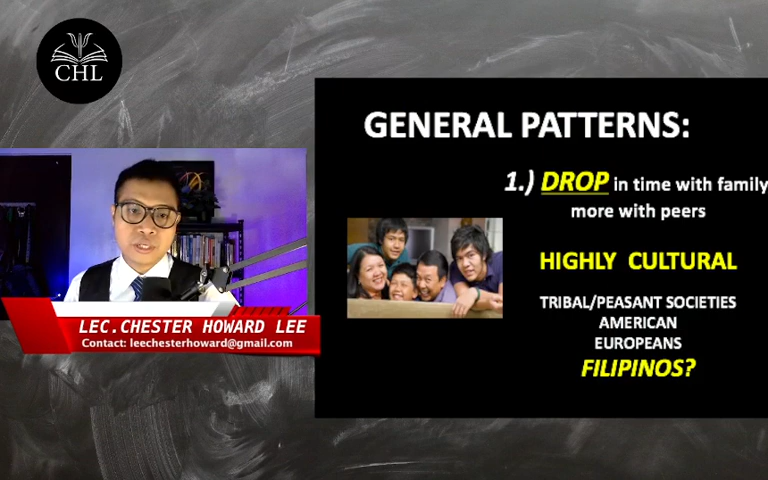 CHL
GENERAL PATTERNS:
1.) DROP in time with family
more with peers
HIGHLY CULTURAL
TRIBAL/PEASANT SOCIETIES
AMERICAN
EUROPEANS
FILIPINOS?
LEC.CHESTER HOWARD LEE
Contact: leechesterhoward@gmail.com